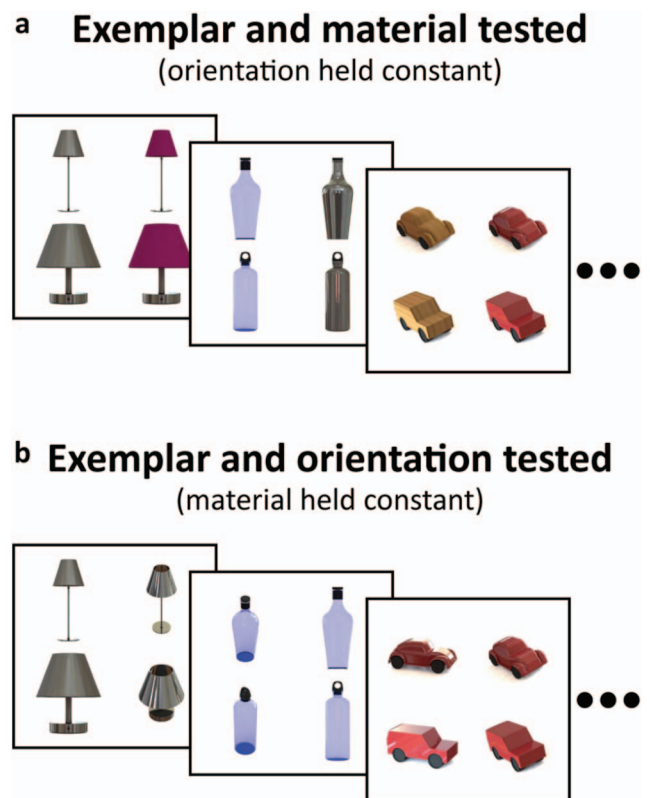 a Exemplar and material tested
(orientation held constant)
b Exemplar and orientation tested
(material held constant)